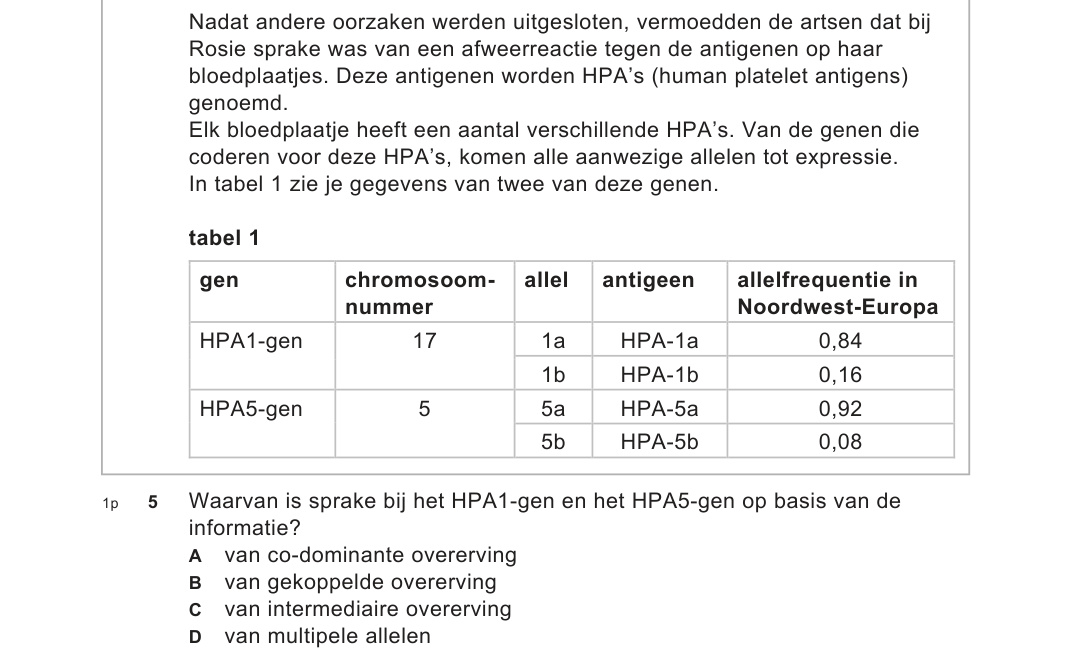 Nadat andere oorzaken werden uitgesloten, vermoedden de artsen dat bij
Rosie sprake was van een afweerreactie tegen de antigenen op haar
bloedplaatjes. Deze antigenen worden HPA's (human platelet antigens)
genoemd.
Elk bloedplaatje heeft een aantal verschillende HPA's. Van de genen die
coderen voor deze HPA's, komen alle aanwezige allelen tot expressie.
In tabel 1 zie je gegevens van twee van deze genen.
tabel 1
gen chromosoom- allel antigeen allelfrequentie in
nummer Noordwest-Europa
HPA1-gen 17 1a HPA-1a 0,84
1b HPA-1b 0,16
HPA5-gen 5 5a HPA-5a 0,92
5b HPA-5b 0,08
1p 5 Waarvan is sprake bij het HPA1-gen en het HPA5-gen op basis van de
informatie?
A van co-dominante overerving
B van gekoppelde overerving
C van intermediaire overerving
D van multipele allelen